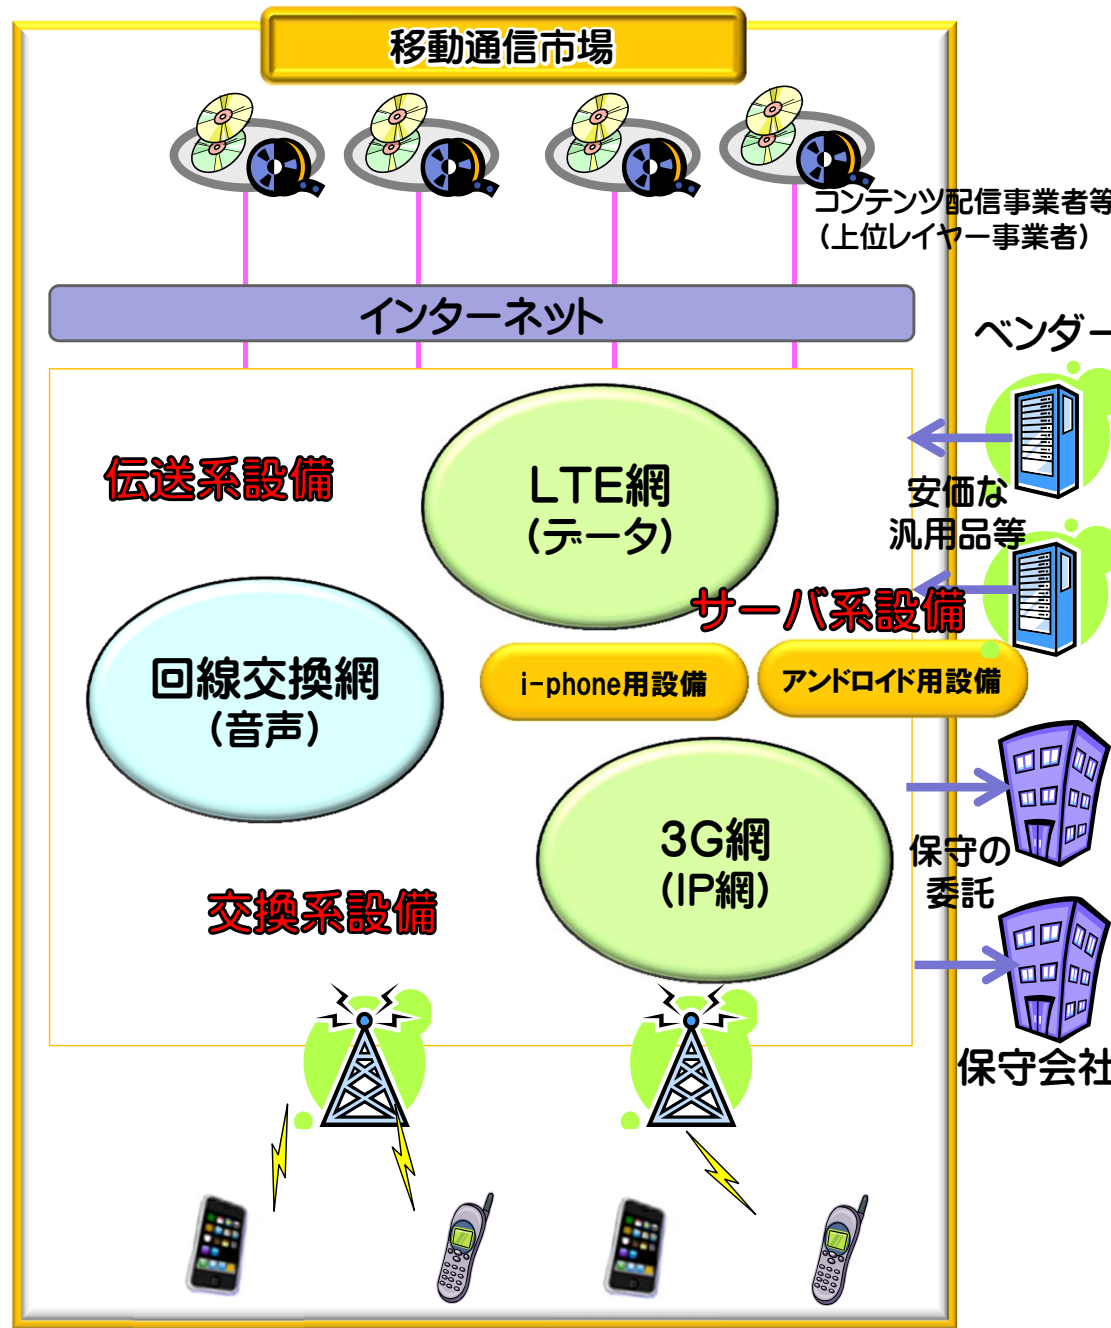 移動通信市場
コンテンツ配信事業者等
（上位レイヤー事業者）
インターネット
ベンダー
伝送系設備
LTE網
（データ）
安価な
汎用品等
サーバ系設備
回線交換網
（音声）
i-phone用設備
アンドロイド用設備
3G網
（IP網）
保守の
委託
交換系設備
保守会社